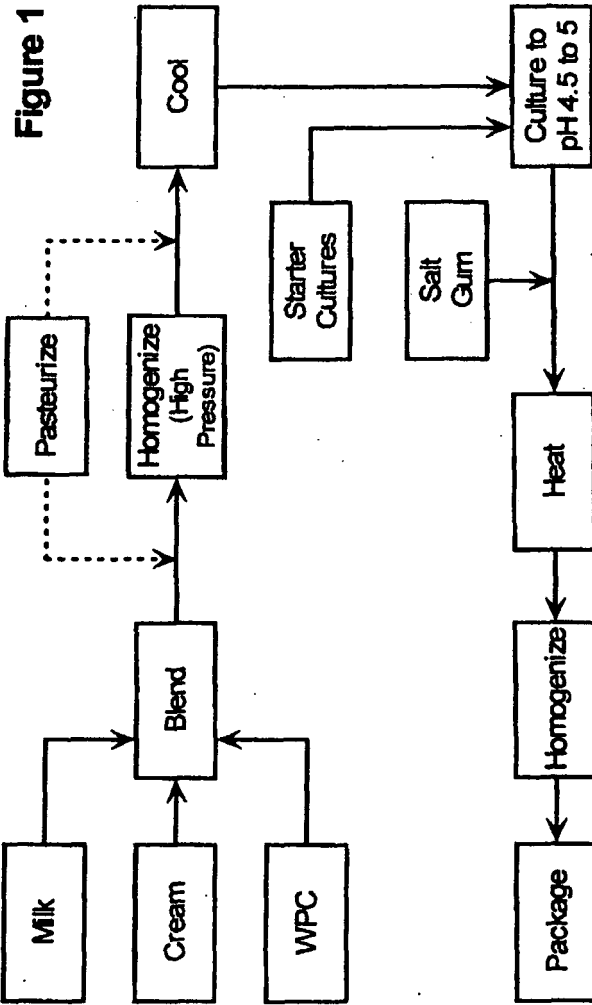 Figure 1
Pasteurize
Milk
Cream
WPC
Blend
Homogenize
(High
Pressure)
Cool
Starter
Cultures
Salt
Gum
Culture to
pH 4.5 to 5
Heat
Homogenize
Package